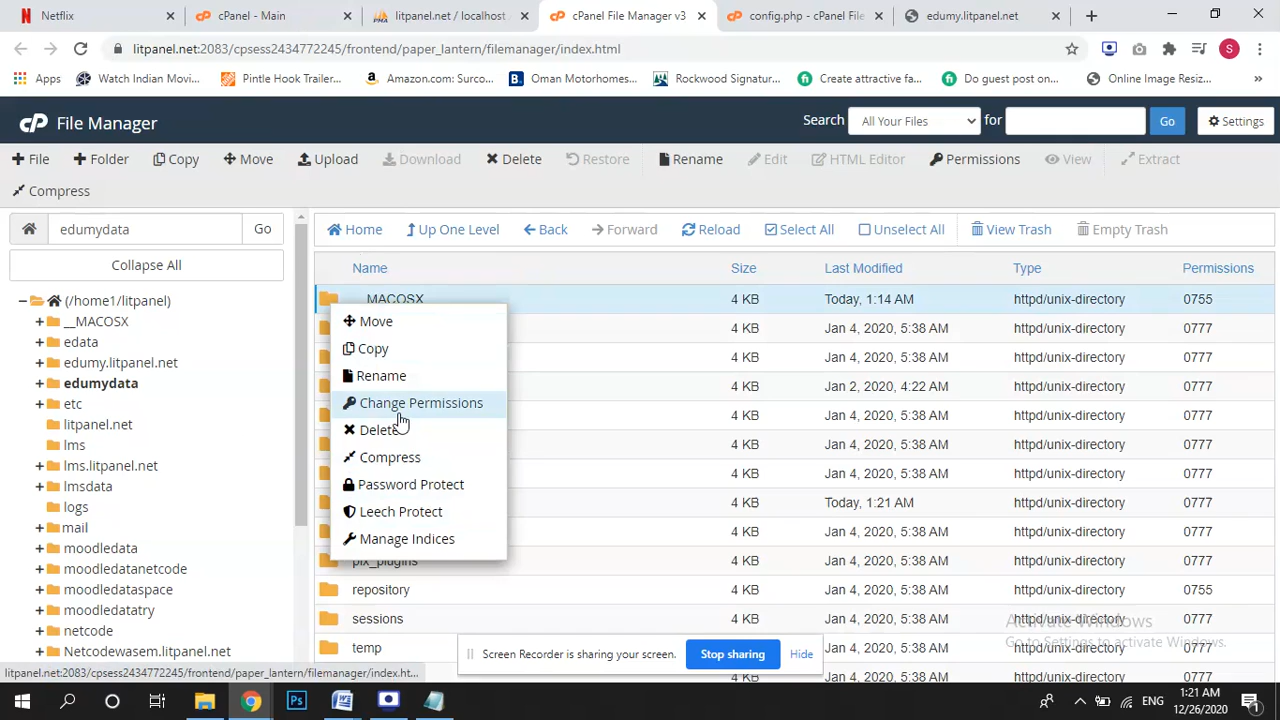 Netflix
cPanel - Main
litpanel.net / localhost
cPanel File Manager v3
config.php - cPanel File
edumy.litpanel.net
litpanel.net:2083/cpsess2434772245/frontend/paper_lantern/filemanager/index.html
S
Apps
Watch Indian Movi...
Pintle Hook Trailer...
Amazon.com: Surco...
Oman Motorhomes...
Rockwood Signatur...
Create attractive fa...
Do guest post on...
Online Image Resiz...
»
cP File Manager
Search All Your Files for Go Settings
File Folder Copy Move Upload Download Delete Restore Rename Edit HTML Editor Permissions View Extract
Compress
edumydata Go
Home Up One Level Back Forward Reload Select All Unselect All View Trash Empty Trash
Collapse All
(/home1/litpanel)
__MACOSX
edata
edumy.litpanel.net
edumydata
etc
litpanel.net
lms
lms.litpanel.net
lmsdata
logs
mail
moodledata
moodledatanetcode
moodledataspace
moodledatatry
netcode
Netcodewasem.litpanel.net
Name Size Last Modified Type Permissions
__MACOSX 4 KB Today, 1:14 AM httpd/unix-directory 0755
4 KB Jan 4, 2020, 5:38 AM httpd/unix-directory 0777
4 KB Jan 4, 2020, 5:38 AM httpd/unix-directory 0777
4 KB Jan 2, 2020, 4:22 AM httpd/unix-directory 0777
4 KB Jan 4, 2020, 5:38 AM httpd/unix-directory 0777
4 KB Jan 4, 2020, 5:38 AM httpd/unix-directory 0777
4 KB Jan 4, 2020, 5:38 AM httpd/unix-directory 0777
4 KB Today, 1:21 AM httpd/unix-directory 0777
4 KB Jan 4, 2020, 5:38 AM httpd/unix-directory 0777
pix_plugins 4 KB Jan 4, 2020, 5:38 AM httpd/unix-directory 0777
repository 4 KB Jan 4, 2020, 5:38 AM httpd/unix-directory 0755
sessions 4 KB Jan 4, 2020, 5:38 AM httpd/unix-directory 0777
temp 4 KB Jan 4, 2020, 5:38 AM httpd/unix-directory 0777
4 KB Jan 4, 2020, 5:38 AM httpd/unix-directory 0777
Move
Copy
Rename
Change Permissions
Delete
Compress
Password Protect
Leech Protect
Manage Indices
Activate Windows
Go to Settings to activate Windows.
Screen Recorder is sharing your screen. Stop sharing Hide
litpanel.net:2083/cpsess2434772245/frontend/paper_lantern/filemanager/index.ht...
Ps
ENG
1:21 AM
12/26/2020
1